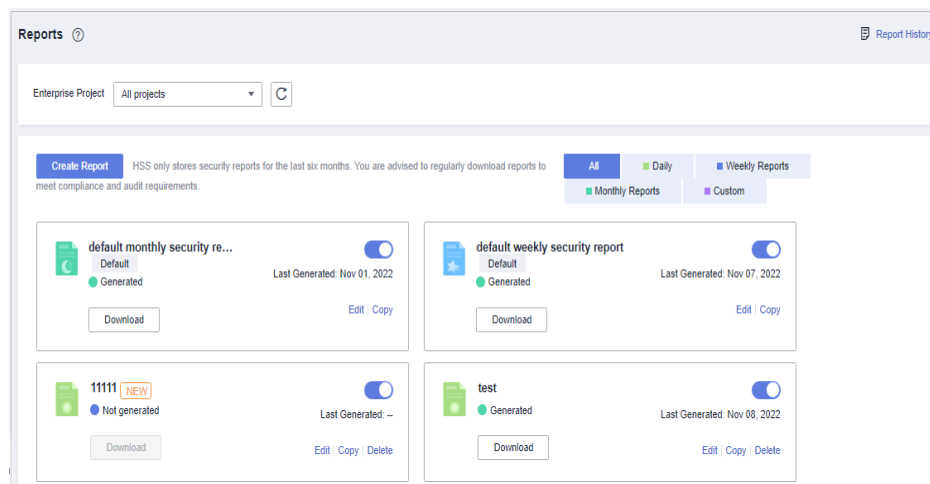 Reports ?
Report History
Enterprise Project
All projects
Create Report
HSS only stores security reports for the last six months. You are advised to regularly download reports to
meet compliance and audit requirements.
All
Daily
Weekly Reports
Monthly Reports
Custom
default monthly security re...
Default
Generated
Last Generated: Nov 01, 2022
Edit | Copy
Download
default weekly security report
Default
Generated
Last Generated: Nov 07, 2022
Edit | Copy
Download
11111 NEW
Not generated
Last Generated: --
Download
Edit | Copy | Delete
test
Generated
Last Generated: Nov 08, 2022
Download
Edit | Copy | Delete